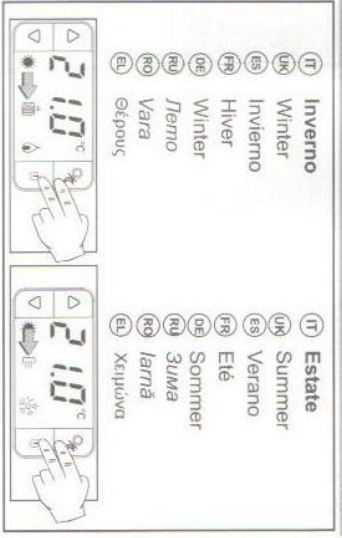 IT Inverno
UK Winter
ES Invierno
FR Hiver
DE Winter
RU Лето
RO Vara
EL Θέρους
21.0 °C
IT Estate
UK Summer
ES Verano
FR Eté
DE Sommer
RU Зима
RO Iarnă
EL Χειμώνα
21.0 °C